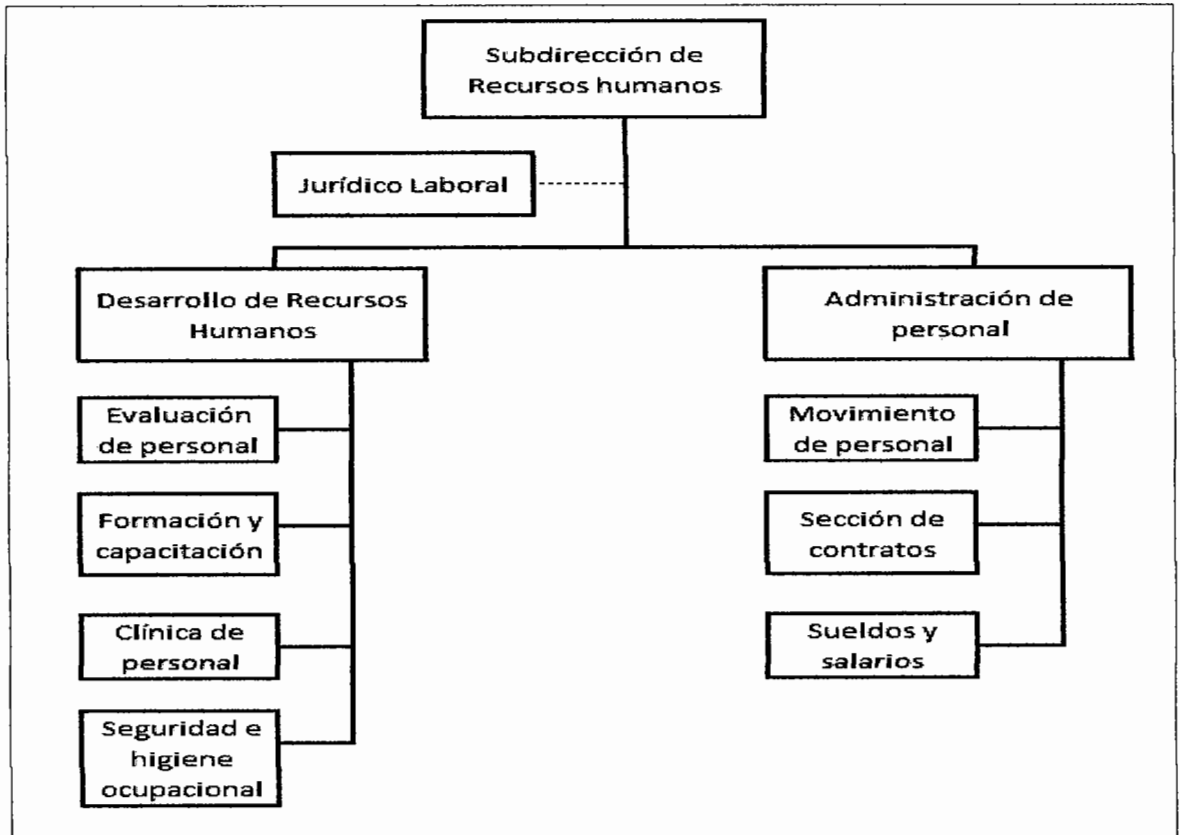 Subdirección de
Recursos humanos
Jurídico Laboral
Desarrollo de Recursos
Humanos
Evaluación
de personal
Formación y
capacitación
Clínica de
personal
Seguridad e
higiene
ocupacional
Administración de
personal
Movimiento
de personal
Sección de
contratos
Sueldos y
salarios